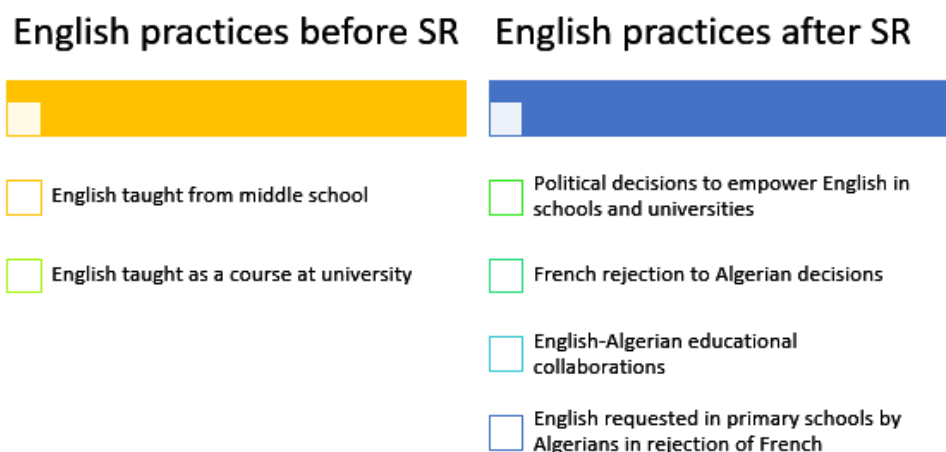 English practices before SR
English taught from middle school
English taught as a course at university
English practices after SR
Political decisions to empower English in
schools and universities
French rejection to Algerian decisions
English-Algerian educational
collaborations
English requested in primary schools by
Algerians in rejection of French